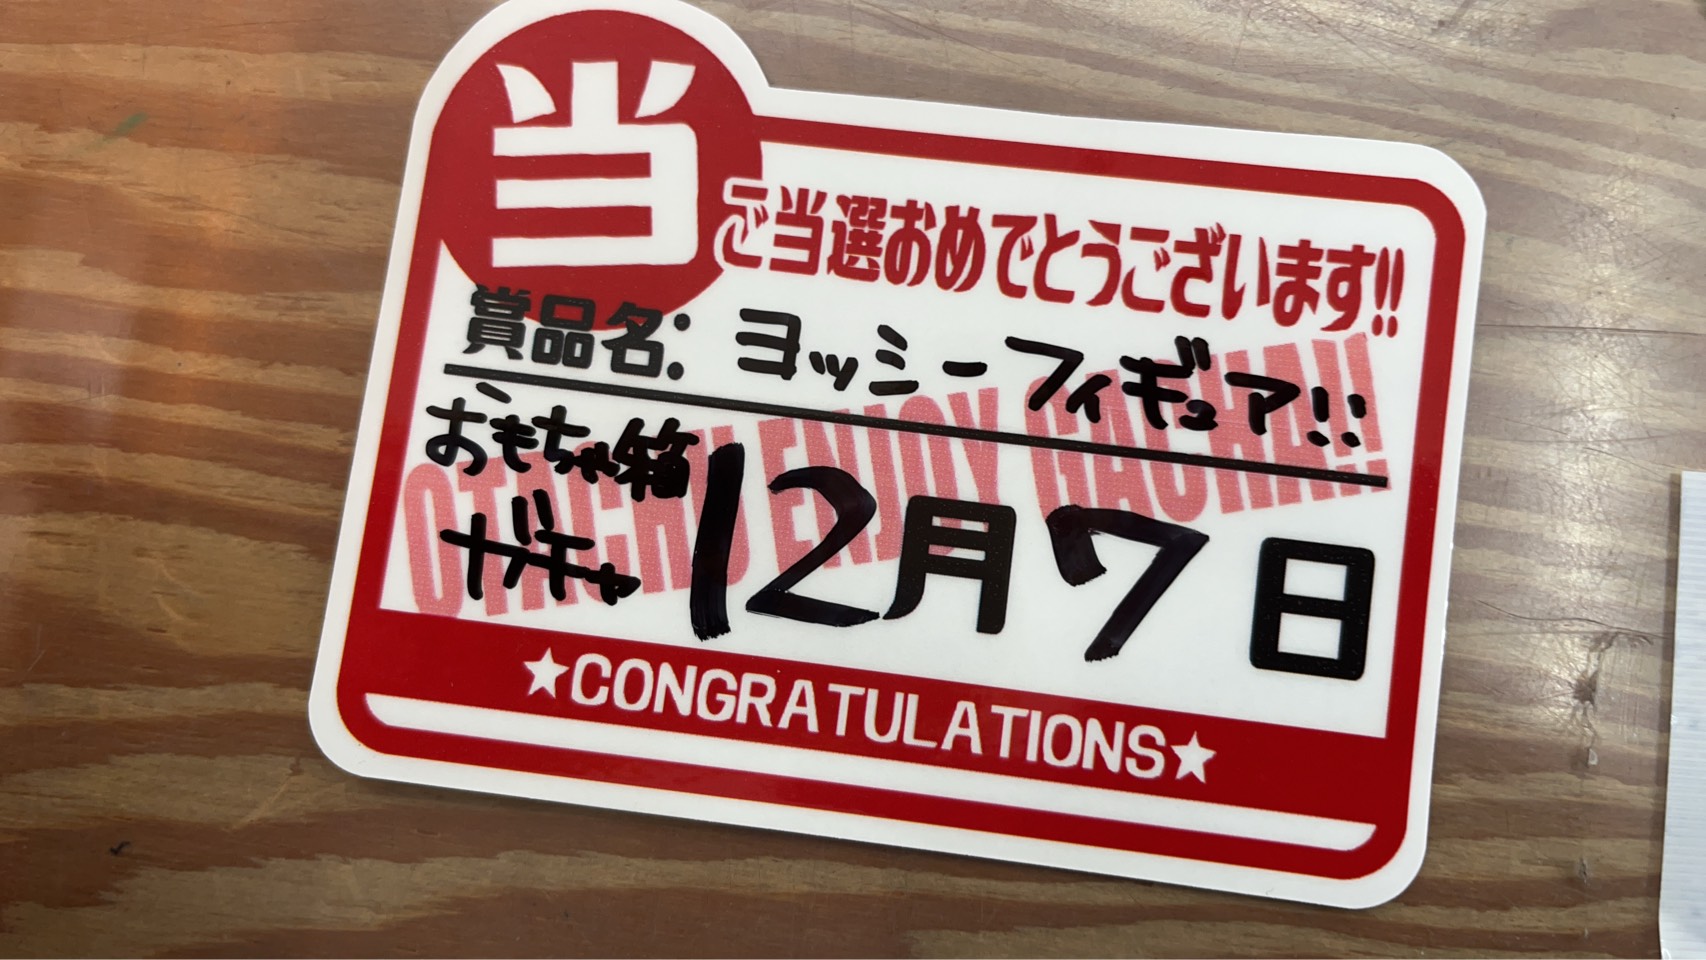 当
ご当選おめでとうございます!!
賞品名: ヨッシーフィギュア!!
OTACHU ENJOY GACHA!!
おもちゃ箱
ガチャ
12月7日
★CONGRATULATIONS★